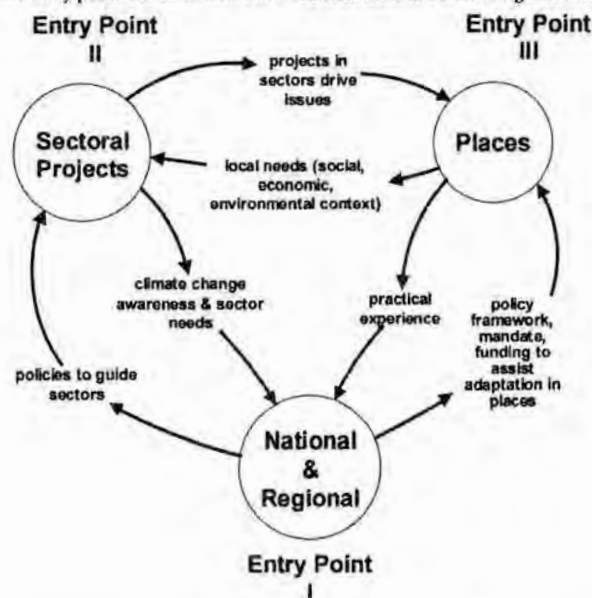 Entry Point
II
Entry Point
III
projects in
sectors drive
issues
Sectoral
Projects
Places
local needs (social,
economic,
environmental context)
climate change
awareness & sector
needs
practical
experience
policy
framework,
mandate,
funding to
assist
adaptation in
places
policies to guide
sectors
National
&
Regional
Entry Point
I